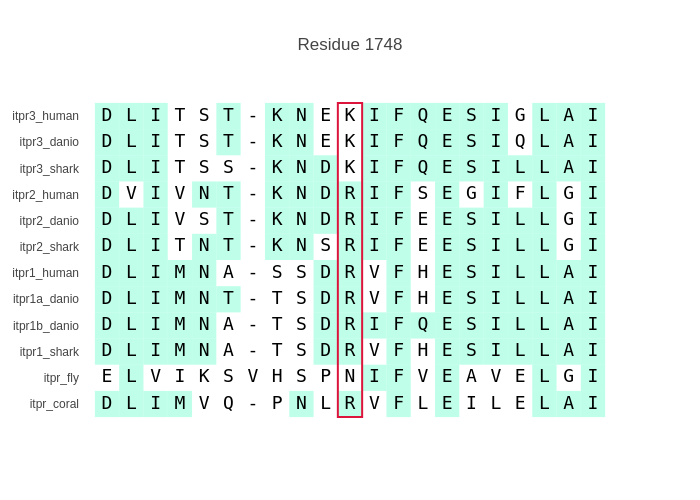 Residue 1748
itpr3_human D L I T S T - K N E K I F Q E S I G L A I
itpr3_danio D L I T S T - K N E K I F Q E S I Q L A I
itpr3_shark D L I T S S - K N D K I F Q E S I L L A I
itpr2_human D V I V N T - K N D R I F S E G I F L G I
itpr2_danio D L I V S T - K N D R I F E E S I L L G I
itpr2_shark D L I T N T - K N S R I F E E S I L L G I
itpr1_human D L I M N A - S S D R V F H E S I L L A I
itpr1a_danio D L I M N T - T S D R V F H E S I L L A I
itpr1b_danio D L I M N A - T S D R I F Q E S I L L A I
itpr1_shark D L I M N A - T S D R V F H E S I L L A I
itpr_fly E L V I K S V H S P N I F V E A V E L G I
itpr_coral D L I M V Q - P N L R V F L E I L E L A I